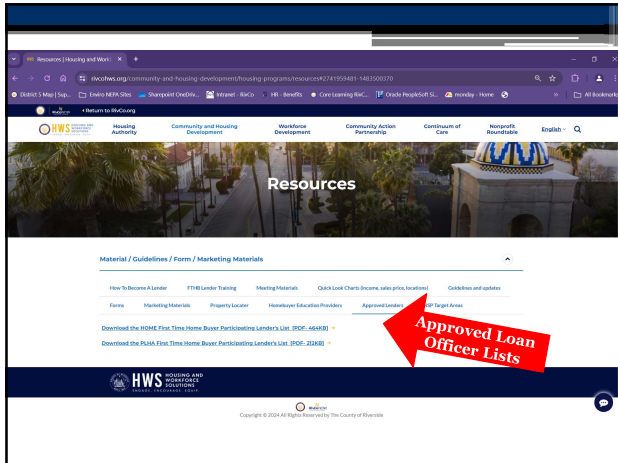 Resources | Housing and Work
rivcohws.org/community-and-housing-development/housing-programs/resources#2741959481-1483500370
District 5 Map | Sup...
Enviro NEPA Sites
Sharepoint OneDriv...
Intranet - RivCo
HR - Benefits
Core Learning RivC...
Oracle PeopleSoft Si...
monday - Home
»
All Bookmarks
Return to RivCo.org
HWS HOUSING AND WORKFORCE SOLUTIONS
Housing Authority
Community and Housing Development
Workforce Development
Community Action Partnership
Continuum of Care
Nonprofit Roundtable
English
Resources
Material / Guidelines / Form / Marketing Materials
How To Become A Lender
FTHB Lender Training
Meeting Materials
Quick Look Charts (income, sales price, locations)
Guidelines and updates
Forms
Marketing Materials
Property Locater
Homebuyer Education Providers
Approved Lenders
Target Areas
Download the HOME First Time Home Buyer Participating Lender's List [PDF- 464KB] →
Download the PLHA First Time Home Buyer Participating Lender's List [PDF- 212KB] →
Approved Loan
Officer Lists
HWS HOUSING AND
WORKFORCE
SOLUTIONS
ENGAGE. ENCOURAGE. EQUIP.
Copyright © 2024 All Rights Reserved by The County of Riverside